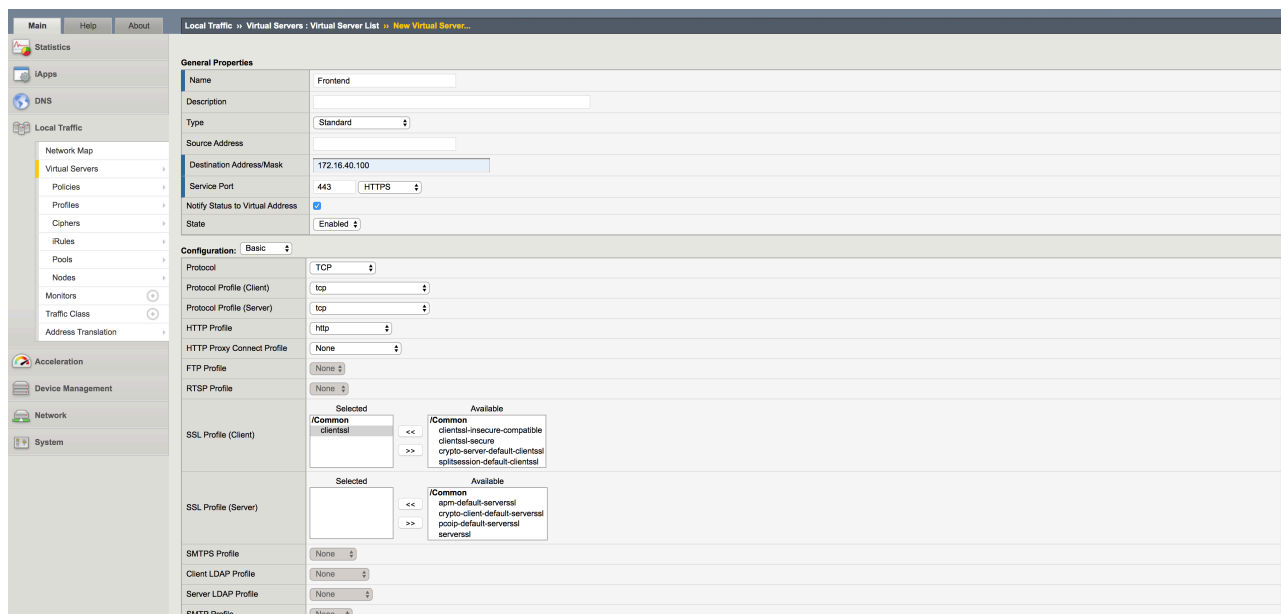 Main Help About
Local Traffic ›› Virtual Servers : Virtual Server List ›› New Virtual Server...
Statistics
iApps
DNS
Local Traffic
Network Map
Virtual Servers
Policies
Profiles
Ciphers
iRules
Pools
Nodes
Monitors
Traffic Class
Address Translation
Acceleration
Device Management
Network
System
General Properties
Name Frontend
Description
Type Standard
Source Address
Destination Address/Mask 172.16.40.100
Service Port 443 HTTPS
Notify Status to Virtual Address
State Enabled
Configuration: Basic
Protocol TCP
Protocol Profile (Client) tcp
Protocol Profile (Server) tcp
HTTP Profile http
HTTP Proxy Connect Profile None
FTP Profile None
RTSP Profile None
SSL Profile (Client)
Selected Available
/Common /Common
clientssl << clientssl-insecure-compatible
clientssl-secure
>> crypto-server-default-clientssl
splitsession-default-clientssl
SSL Profile (Server)
Selected Available
/Common
<< apm-default-serverssl
crypto-client-default-serverssl
>> pcoip-default-serverssl
serverssl
SMTPS Profile None
Client LDAP Profile None
Server LDAP Profile None
SMTP Profile None